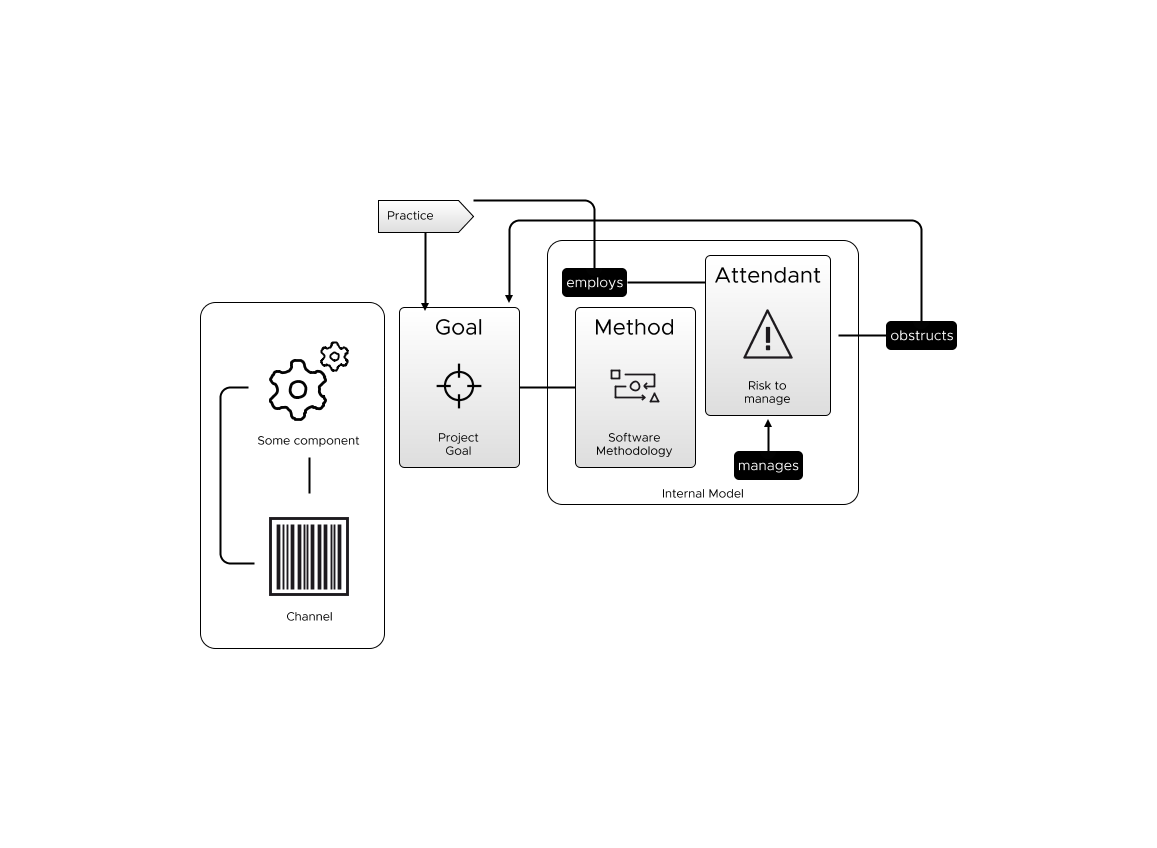 Practice
employs
Attendant
Goal
Method
obstructs
Risk to
manage
Project
Goal
Software
Methodology
Some component
manages
Internal Model
Channel